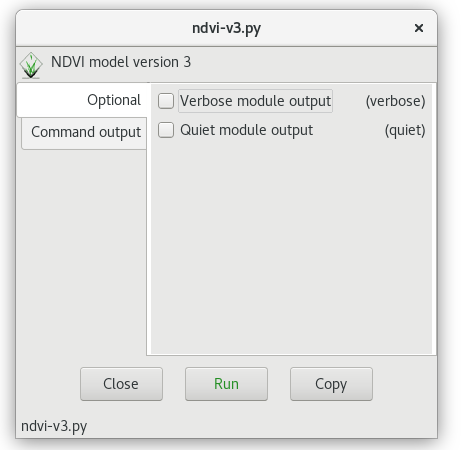 ndvi-v3.py ×
NDVI model version 3
Optional
Command output
Verbose module output (verbose)
Quiet module output (quiet)
Close Run Copy
ndvi-v3.py